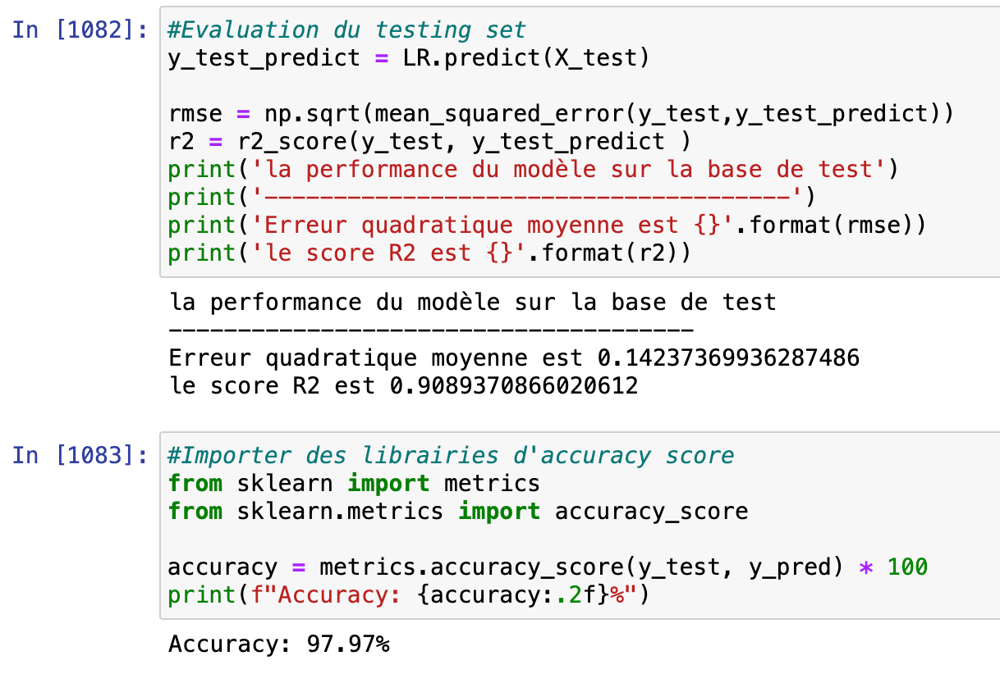 In [1082]: #Evaluation du testing set
y_test_predict = LR.predict(X_test)
rmse = np.sqrt(mean_squared_error(y_test,y_test_predict))
r2 = r2_score(y_test, y_test_predict )
print('la performance du modèle sur la base de test')
print('--------------------------------------')
print('Erreur quadratique moyenne est {}'.format(rmse))
print('le score R2 est {}'.format(r2))
la performance du modèle sur la base de test
--------------------------------------
Erreur quadratique moyenne est 0.14237369936287486
le score R2 est 0.9089370866020612
In [1083]: #Importer des librairies d'accuracy score
from sklearn import metrics
from sklearn.metrics import accuracy_score
accuracy = metrics.accuracy_score(y_test, y_pred) * 100
print(f"Accuracy: {accuracy:.2f}%")
Accuracy: 97.97%